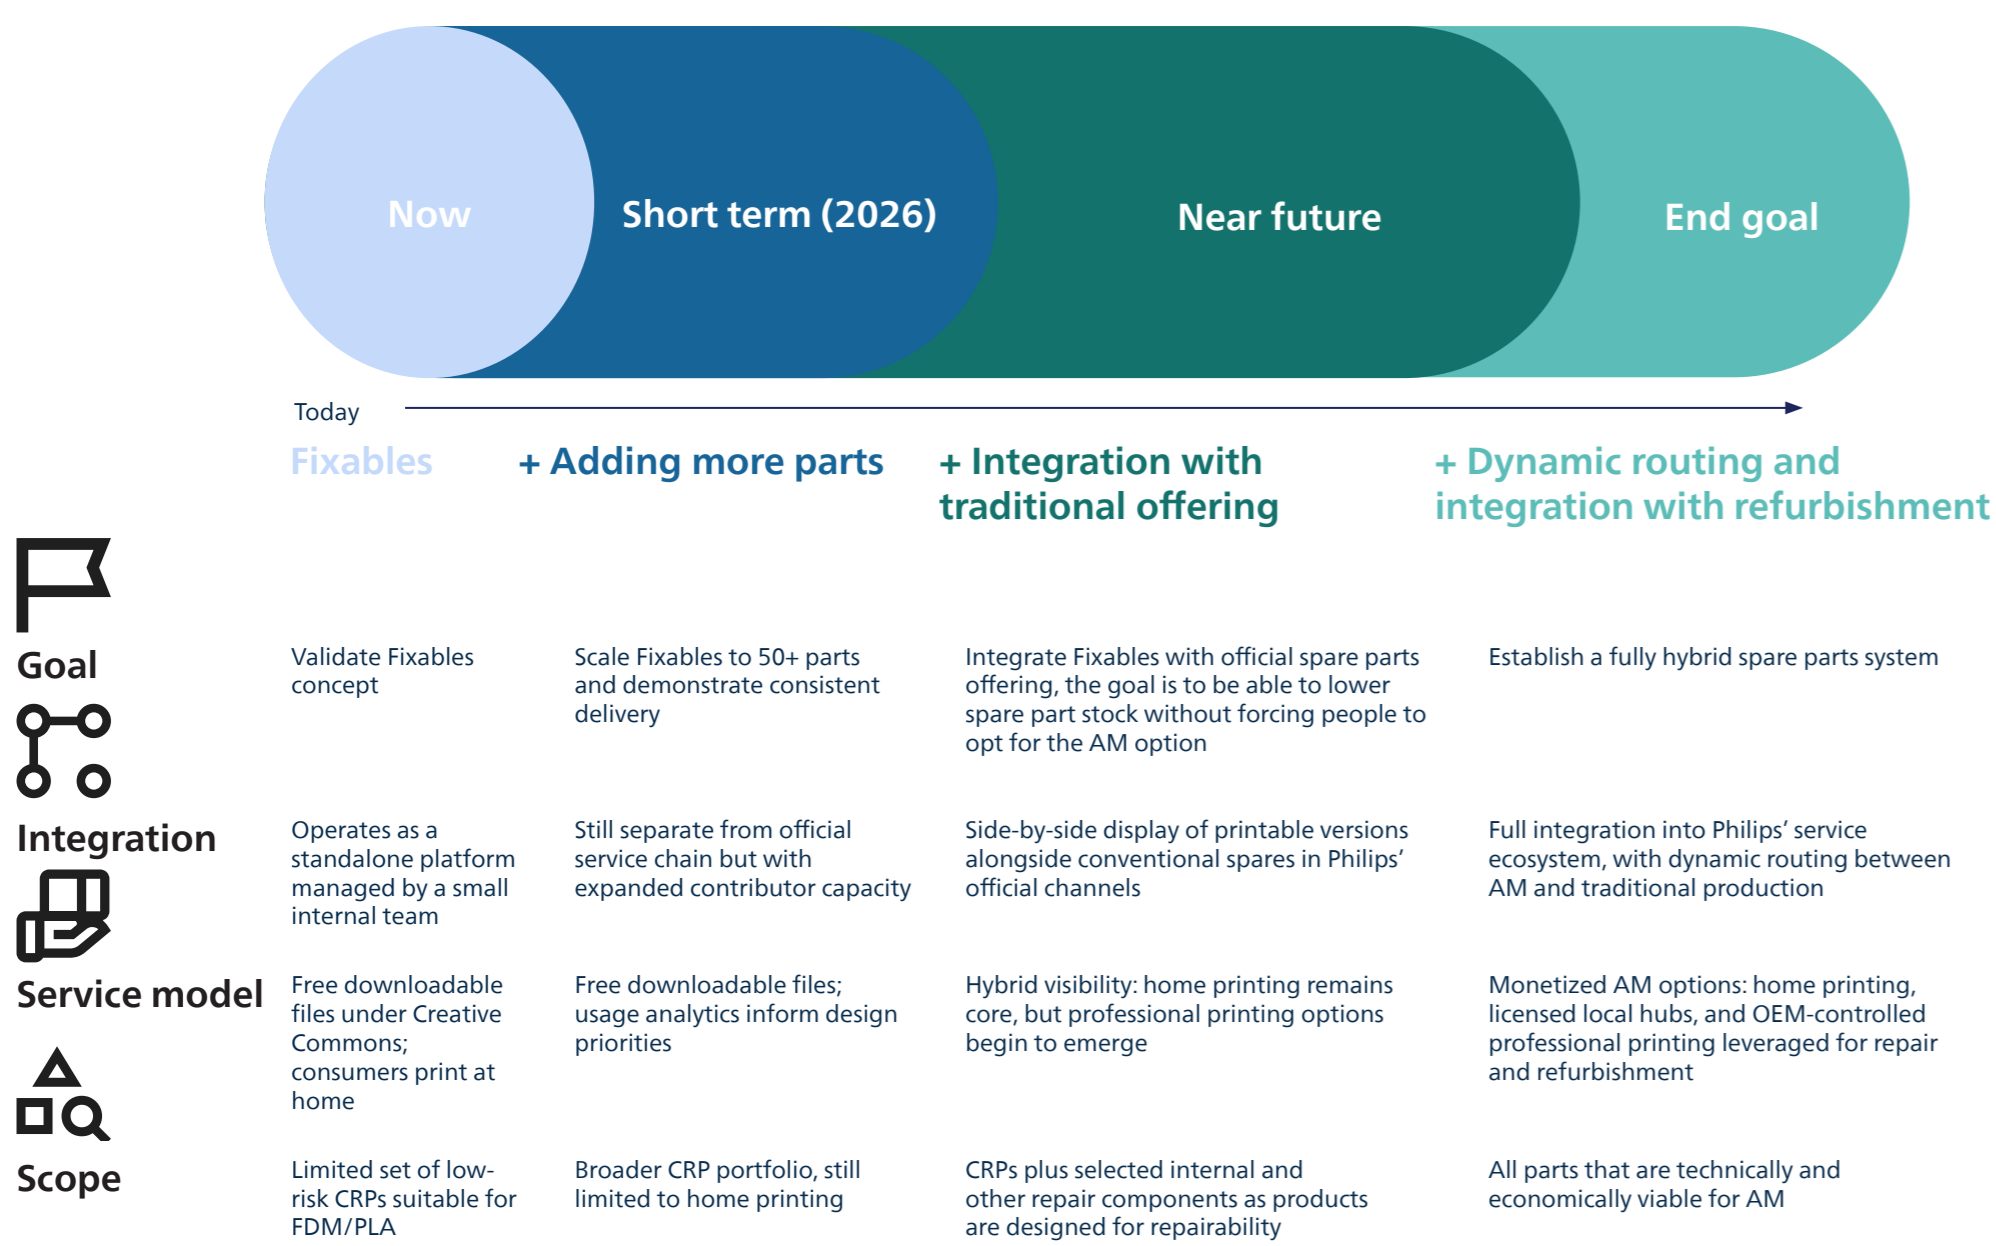 Now
Short term (2026)
Near future
End goal
Today
Fixables
+ Adding more parts
+ Integration with
traditional offering
+ Dynamic routing and
integration with refurbishment
Goal
Validate Fixables
concept
Scale Fixables to 50+ parts
and demonstrate consistent
delivery
Integrate Fixables with official spare parts
offering, the goal is to be able to lower
spare part stock without forcing people to
opt for the AM option
Establish a fully hybrid spare parts system
Integration
Operates as a
standalone platform
managed by a small
internal team
Still separate from official
service chain but with
expanded contributor capacity
Side-by-side display of printable versions
alongside conventional spares in Philips’
official channels
Full integration into Philips’ service
ecosystem, with dynamic routing between
AM and traditional production
Service model
Free downloadable
files under Creative
Commons;
consumers print at
home
Free downloadable files;
usage analytics inform design
priorities
Hybrid visibility: home printing remains
core, but professional printing options
begin to emerge
Monetized AM options: home printing,
licensed local hubs, and OEM-controlled
professional printing leveraged for repair
and refurbishment
Scope
Limited set of low-
risk CRPs suitable for
FDM/PLA
Broader CRP portfolio, still
limited to home printing
CRPs plus selected internal and
other repair components as products
are designed for repairability
All parts that are technically and
economically viable for AM